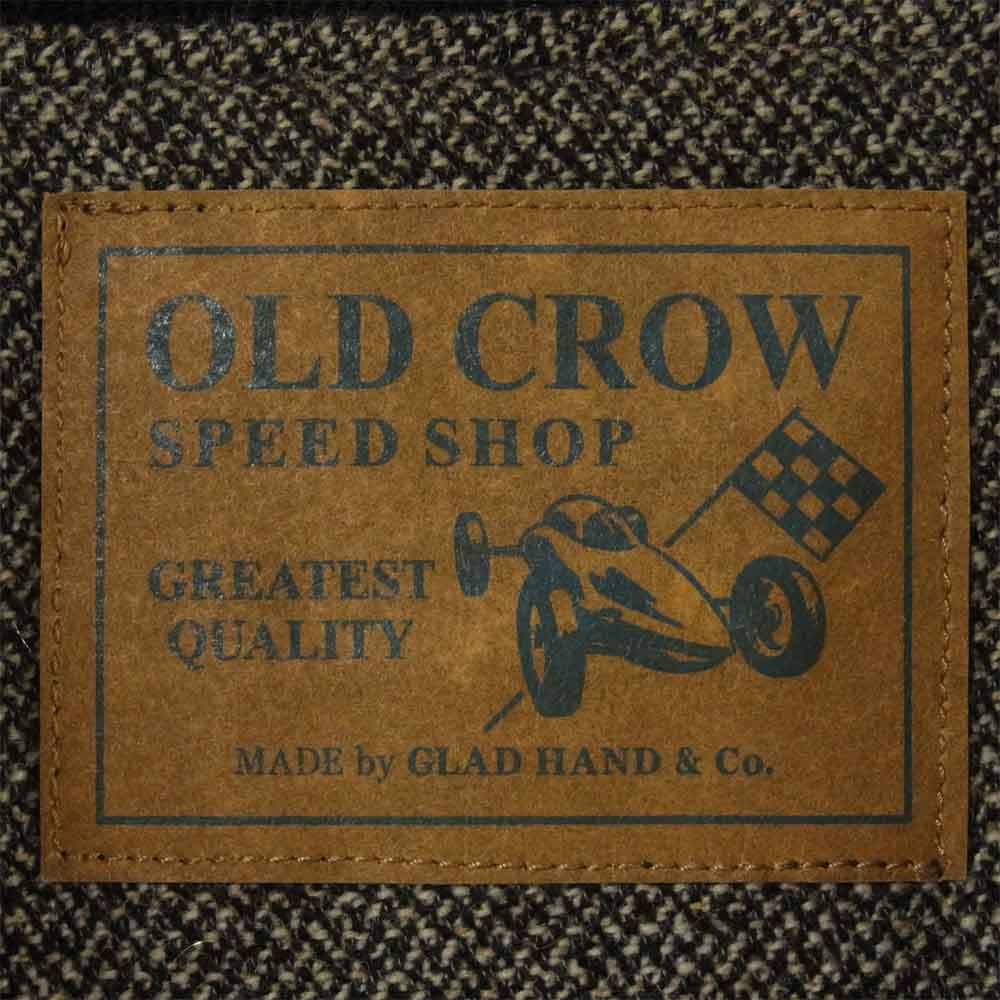 OLD CROW
SPEED SHOP
GREATEST
QUALITY
MADE by GLAD HAND & Co.